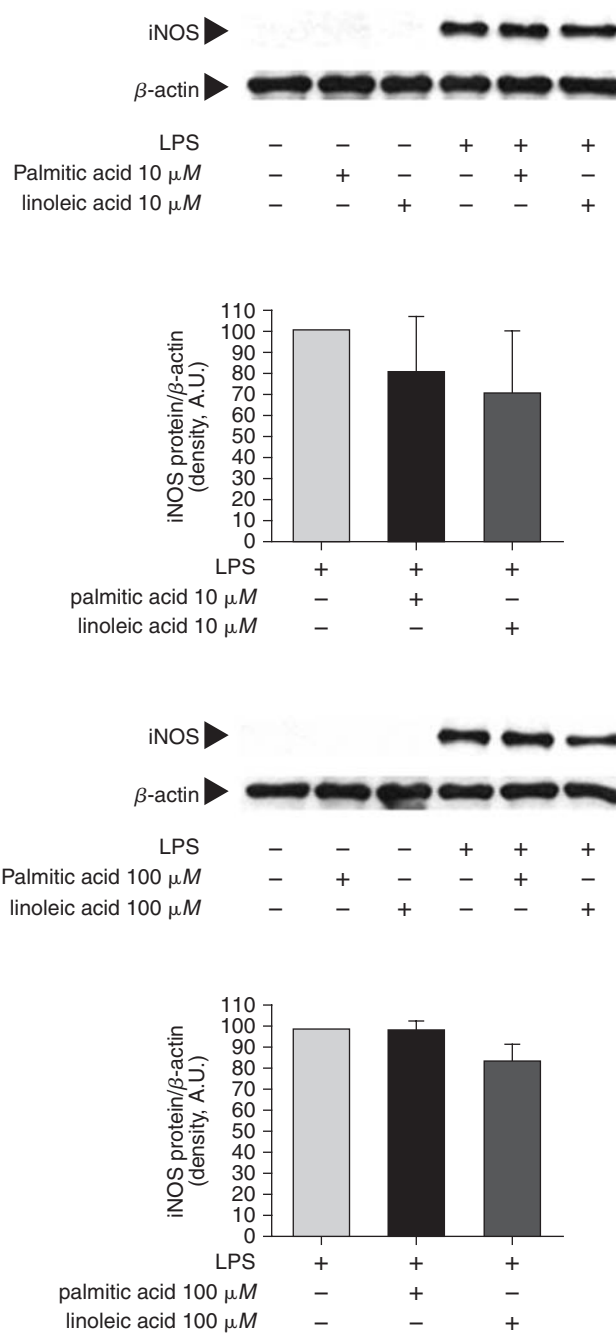 iNOS
β-actin
LPS – – – + + +
Palmitic acid 10 μM – + – – + –
linoleic acid 10 μM – – + – – +
110
100
90
80
70
60
50
40
30
20
10
0
iNOS protein/β-actin
(density, A.U.)
LPS + + +
palmitic acid 10 μM – + –
linoleic acid 10 μM – – +
iNOS
β-actin
LPS – – – + + +
Palmitic acid 100 μM – + – – + –
linoleic acid 100 μM – – + – – +
110
100
90
80
70
60
50
40
30
20
10
0
iNOS protein/β-actin
(density, A.U.)
LPS + + +
palmitic acid 100 μM – + –
linoleic acid 100 μM – – +